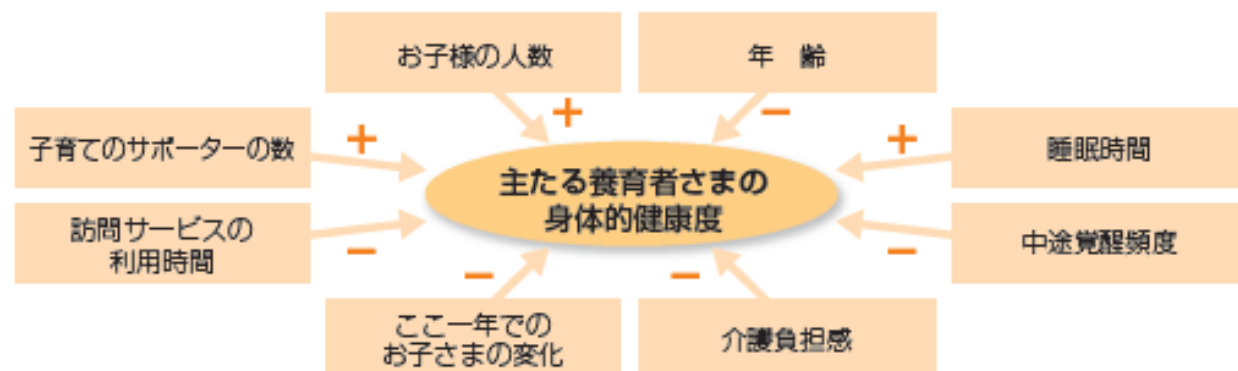 お子様の人数
年 齢
子育てのサポーターの数
+
+
−
+
睡眠時間
主たる養育者さまの
身体的健康度
訪問サービスの
利用時間
−
−
−
−
中途覚醒頻度
ここ一年での
お子さまの変化
介護負担感